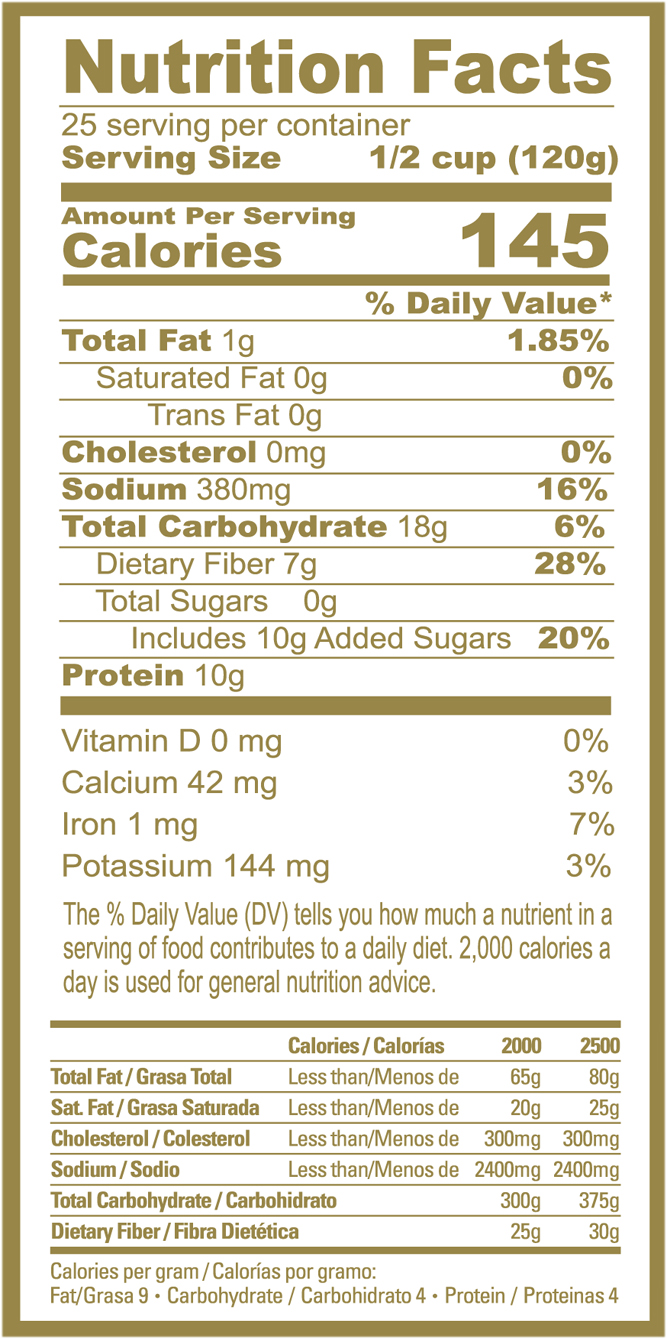 Nutrition Facts
25 serving per container
Serving Size 1/2 cup (120g)
Amount Per Serving
Calories 145
% Daily Value*
Total Fat 1g 1.85%
Saturated Fat 0g 0%
Trans Fat 0g
Cholesterol 0mg 0%
Sodium 380mg 16%
Total Carbohydrate 18g 6%
Dietary Fiber 7g 28%
Total Sugars 0g
Includes 10g Added Sugars 20%
Protein 10g
Vitamin D 0 mg 0%
Calcium 42 mg 3%
Iron 1 mg 7%
Potassium 144 mg 3%
The % Daily Value (DV) tells you how much a nutrient in a
serving of food contributes to a daily diet. 2,000 calories a
day is used for general nutrition advice.
Calories / Calorías 2000 2500
Total Fat / Grasa Total Less than/Menos de 65g 80g
Sat. Fat / Grasa Saturada Less than/Menos de 20g 25g
Cholesterol / Colesterol Less than/Menos de 300mg 300mg
Sodium / Sodio Less than/Menos de 2400mg 2400mg
Total Carbohydrate / Carbohidrato 300g 375g
Dietary Fiber / Fibra Dietética 25g 30g
Calories per gram / Calorías por gramo:
Fat/Grasa 9 • Carbohydrate / Carbohidrato 4 • Protein / Proteinas 4